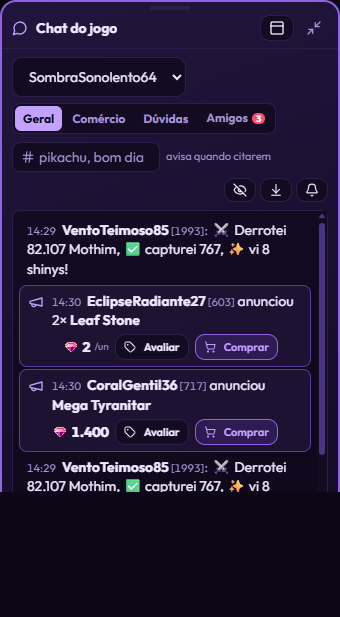 Chat do jogo
SombraSonolento64
Geral Comércio Dúvidas Amigos 3
# pikachu, bom dia avisa quando citarem
14:29 VentoTeimoso85 [1993]: ⚔️ Derrotei
82.107 Mothim, ✅ capturei 767, ✨ vi 8
shinys!
14:30 EclipseRadiante27 [603] anunciou
2× Leaf Stone
2 /un Avaliar Comprar
14:30 CoralGentil36 [717] anunciou
Mega Tyranitar
1.400 Avaliar Comprar
14:29 VentoTeimoso85 [1993]: ⚔️ Derrotei
82.107 Mothim, ✅ capturei 767, ✨ vi 8